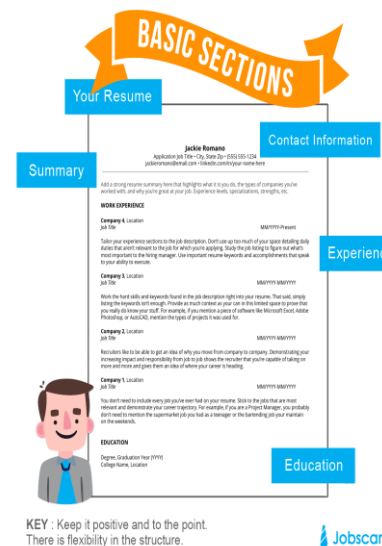 BASIC SECTIONS
Your Resume
Contact Information
Summary
Experienc
Education
Jackie Romano
Application Job Title • City, State Zip • (555) 555-1234
jackieromano@email.com • linkedin.com/in/your-name-here
Add a strong resume summary here that highlights what it is you do, the types of companies you've
worked with, and why you're great at your job. Experience levels, specializations, strengths, etc.
WORK EXPERIENCE
Company 4, Location
Job Title MM/YYYY-Present
Tailor your experience sections to the job description. Don't use up too much of your space detailing daily
duties that aren't relevant to the job for which you're applying. Study the job listing to figure out what's
most important to the hiring manager. Use important resume keywords and accomplishments that speak
to your ability to execute.
Company 3, Location
Job Title MM/YYYY-MM/YYYY
Work the hard skills and keywords found in the job description right into your resume. That said, simply
listing the keywords isn't enough. Provide as much context as your can in this limited space to prove that
you really do know your stuff. For example, if you mention a piece of software like Microsoft Excel, Adobe
Photoshop, or AutoCAD, mention the types of projects it was used for.
Company 2, Location
Job Title MM/YYYY-MM/YYYY
Recruiters like to be able to get an idea of why you move from company to company. Demonstrating your
increasing impact and responsibility from job to job shows the recruiter that you're capable of taking on
more and more and gives them an idea of where your career is heading.
Company 1, Location
Job Title MM/YYYY-MM/YYYY
You don't need to include every job you've ever had on your resume. Stick to the jobs that are most
relevant and demonstrate your career trajectory. For example, if you are a Project Manager, you probably
don't need to mention the supermarket job you had as a teenager or the bartending job your maintain
on the weekends.
EDUCATION
Degree, Graduation Year (YYYY)
College Name, Location
KEY : Keep it positive and to the point.
There is flexibility in the structure.
Jobscan